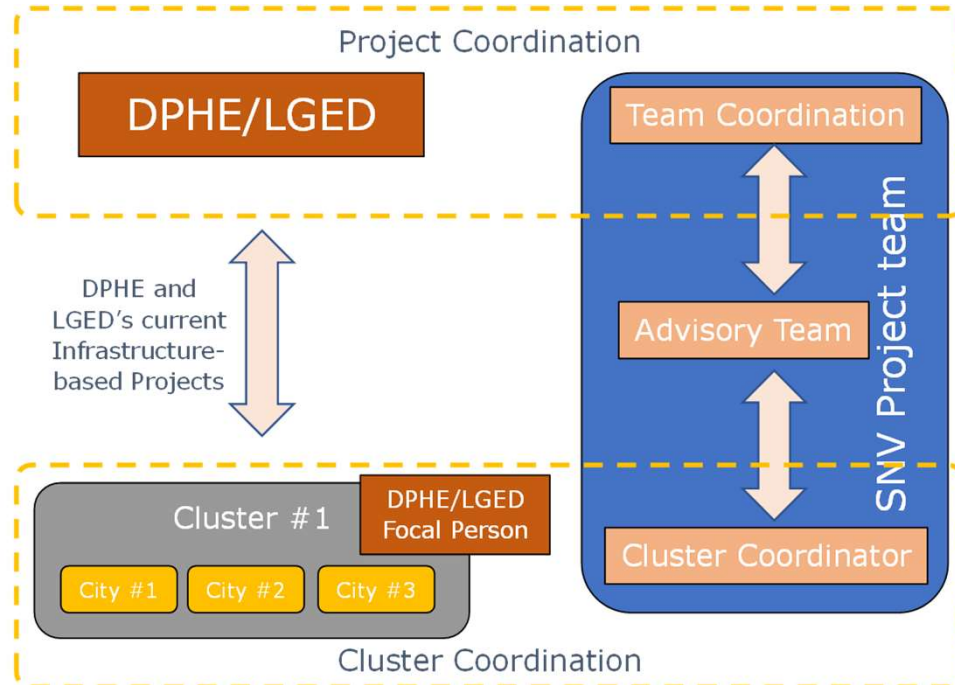 Project Coordination
DPHE/LGED
Team Coordination
DPHE and
LGED’s current
Infrastructure-
based Projects
Advisory Team
SNV Project team
DPHE/LGED
Focal Person
Cluster #1
City #1
City #2
City #3
Cluster Coordinator
Cluster Coordination